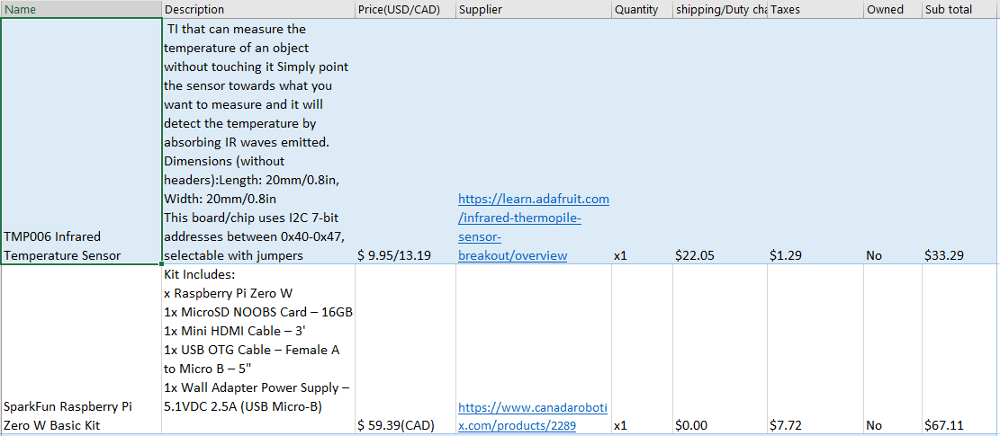 Name Description Price(USD/CAD) Supplier Quantity shipping/Duty cha Taxes Owned Sub total
TI that can measure the
temperature of an object
without touching it Simply point
the sensor towards what you
want to measure and it will
detect the temperature by
absorbing IR waves emitted.
Dimensions (without
headers):Length: 20mm/0.8in,
Width: 20mm/0.8in
This board/chip uses I2C 7-bit
addresses between 0x40-0x47,
selectable with jumpers
TMP006 Infrared
Temperature Sensor
$ 9.95/13.19
https://learn.adafruit.com
/infrared-thermopile-
sensor-
breakout/overview
x1
$22.05
$1.29
No
$33.29
Kit Includes:
x Raspberry Pi Zero W
1x MicroSD NOOBS Card – 16GB
1x Mini HDMI Cable – 3'
1x USB OTG Cable – Female A
to Micro B – 5"
1x Wall Adapter Power Supply –
5.1VDC 2.5A (USB Micro-B)
SparkFun Raspberry Pi
Zero W Basic Kit
$ 59.39(CAD)
https://www.canadaroboti
x.com/products/2289
x1
$0.00
$7.72
No
$67.11